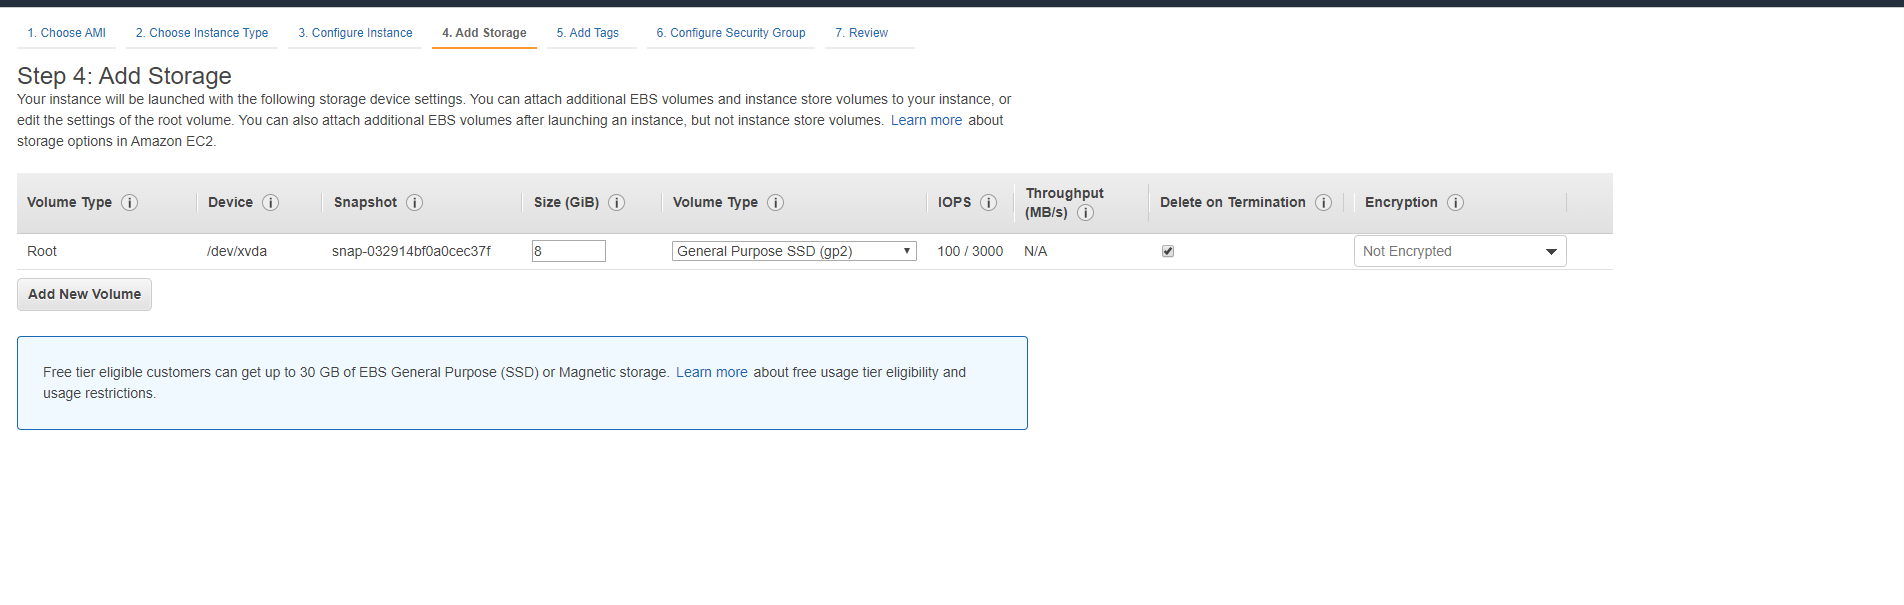 1. Choose AMI 2. Choose Instance Type 3. Configure Instance 4. Add Storage 5. Add Tags 6. Configure Security Group 7. Review
Step 4: Add Storage
Your instance will be launched with the following storage device settings. You can attach additional EBS volumes and instance store volumes to your instance, or
edit the settings of the root volume. You can also attach additional EBS volumes after launching an instance, but not instance store volumes. Learn more about
storage options in Amazon EC2.
Volume Type i Device i Snapshot i Size (GiB) i Volume Type i IOPS i Throughput (MB/s) i Delete on Termination i Encryption i
Root /dev/xvda snap-032914bf0a0cec37f 8 General Purpose SSD (gp2) 100 / 3000 N/A Not Encrypted
Add New Volume
Free tier eligible customers can get up to 30 GB of EBS General Purpose (SSD) or Magnetic storage. Learn more about free usage tier eligibility and
usage restrictions.